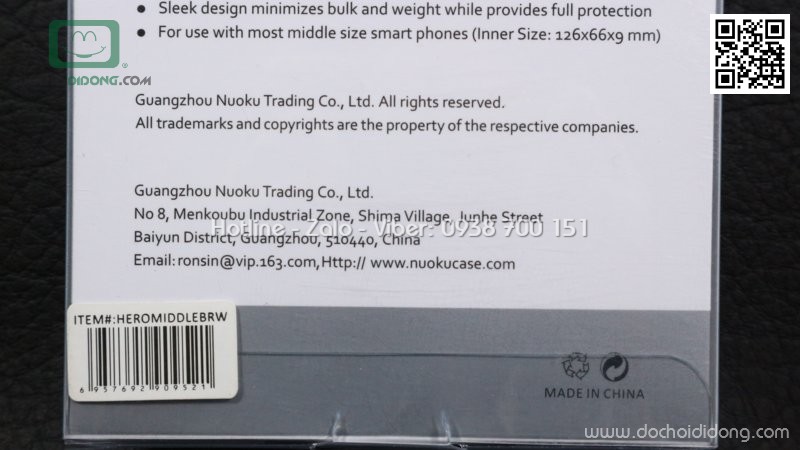 • Sleek design minimizes bulk and weight while provides full protection
• For use with most middle size smart phones (Inner Size: 126x66x9 mm)
DIDONG.COM
Guangzhou Nuoku Trading Co., Ltd. All rights reserved.
All trademarks and copyrights are the property of the respective companies.
Guangzhou Nuoku Trading Co., Ltd.
No 8, Menkoubu Industrial Zone, Shima Village, Junhe Street
Hotline - Zalo - Viber: 0938 700 151
Baiyun District, Guangzhou, 510440, China
Email:ronsin@vip.163.com,Http:// www.nuokucase.com
ITEM#:HEROMIDDLEBRW
6 957692 909521
MADE IN CHINA
www.dochoididong.com